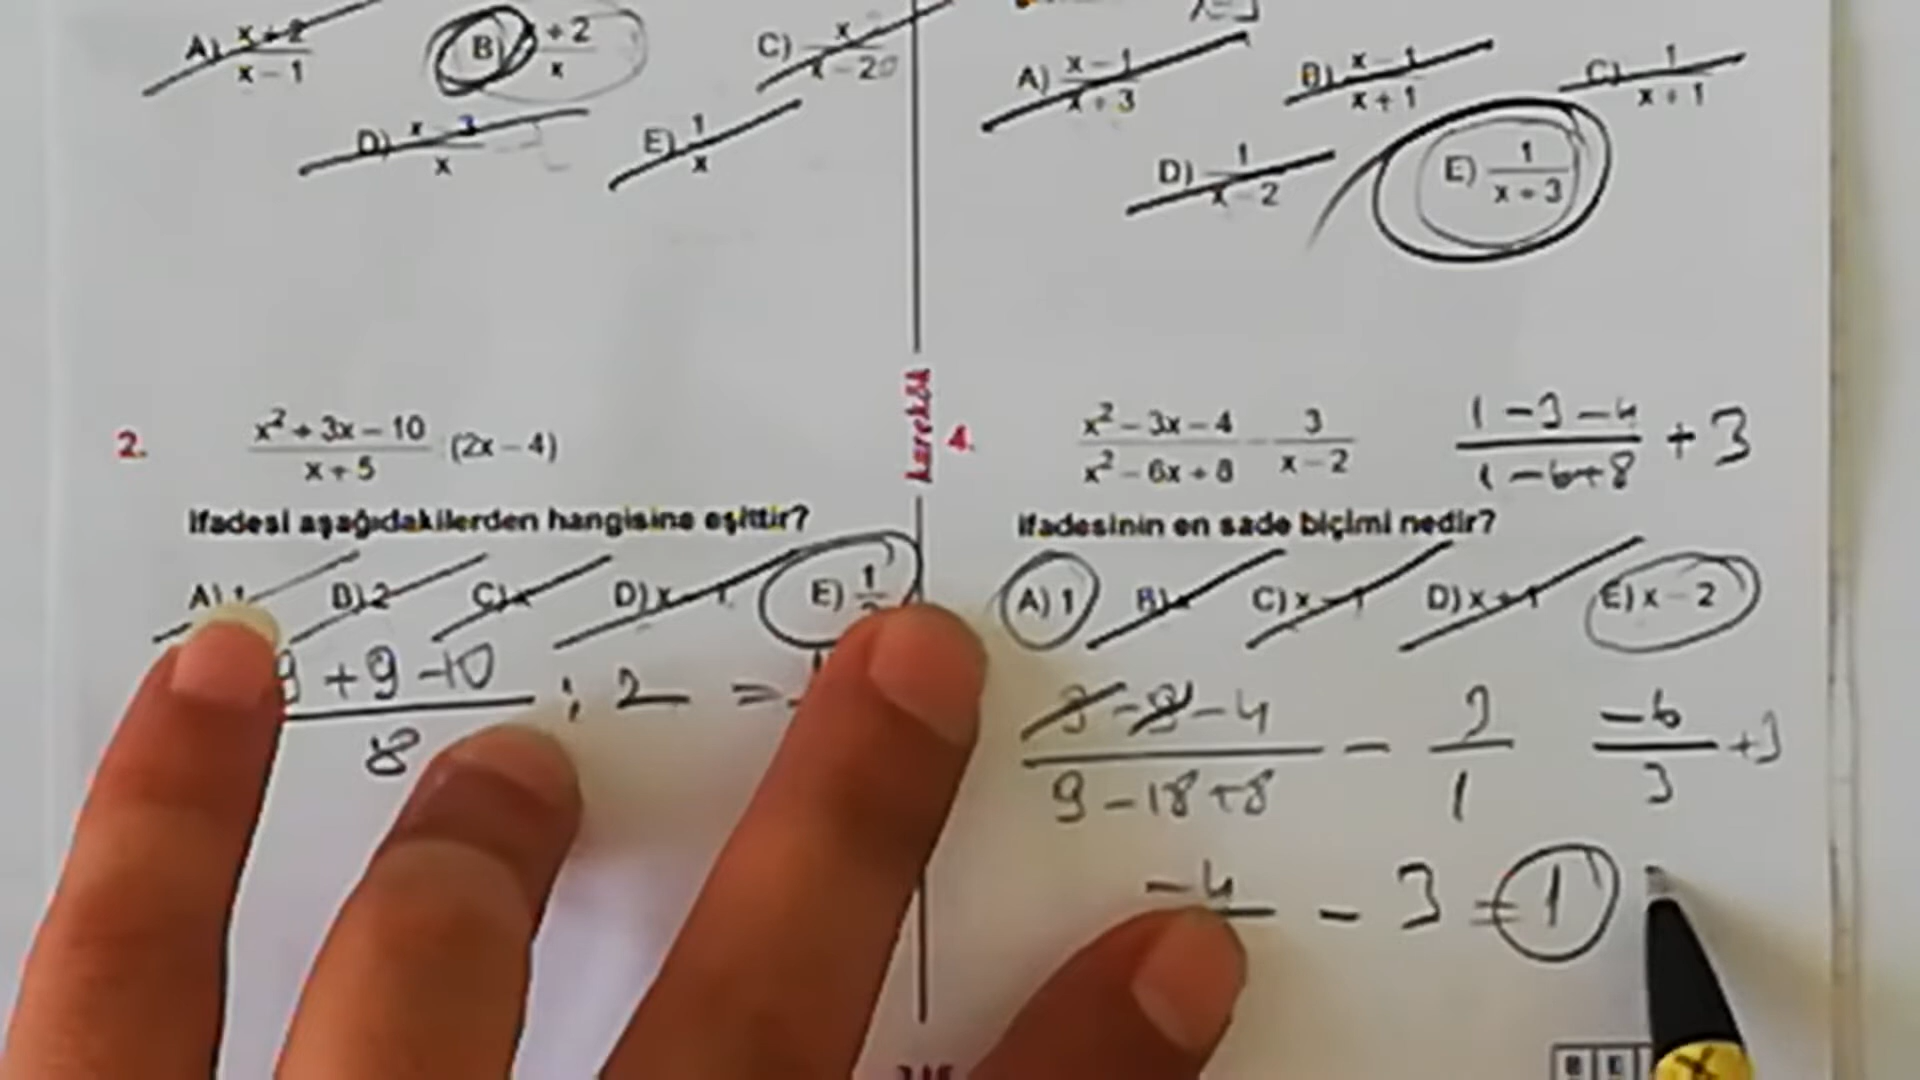 A) x + 2 / x - 1
B) + 2 / x
C) x / x - 2
D) x - 3 / x
E) 1 / x
2. x² + 3x - 10 / x + 5 : (2x - 4)
ifadesi aşağıdakilerden hangisine eşittir?
A) 1 B) 2 C) x D) x - 1 E) 1 /
9 + 9 - 10 / 8 : 2 =
A) x - 1 / x + 3
B) x - 1 / x + 1
C) 1 / x + 1
D) 1 / x - 2
E) 1 / x + 3
4. x² - 3x - 4 / x² - 6x + 8 - 3 / x - 2
1 - 3 - 4 / 1 - 6 + 8 + 3
ifadesinin en sade biçimi nedir?
A) 1 B) x C) x - 1 D) x + 1 E) x - 2
9 - 9 - 4 / 9 - 18 + 8 - 3 / 1
-6 / 3 + 3
-4 - 3 = 1
B E